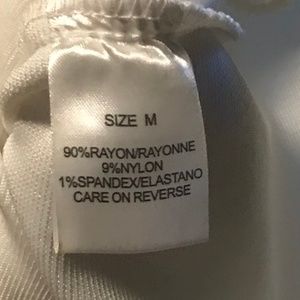 SIZE M
90%RAYON/RAYONNE
9%NYLON
1%SPANDEX/ELASTANO
CARE ON REVERSE